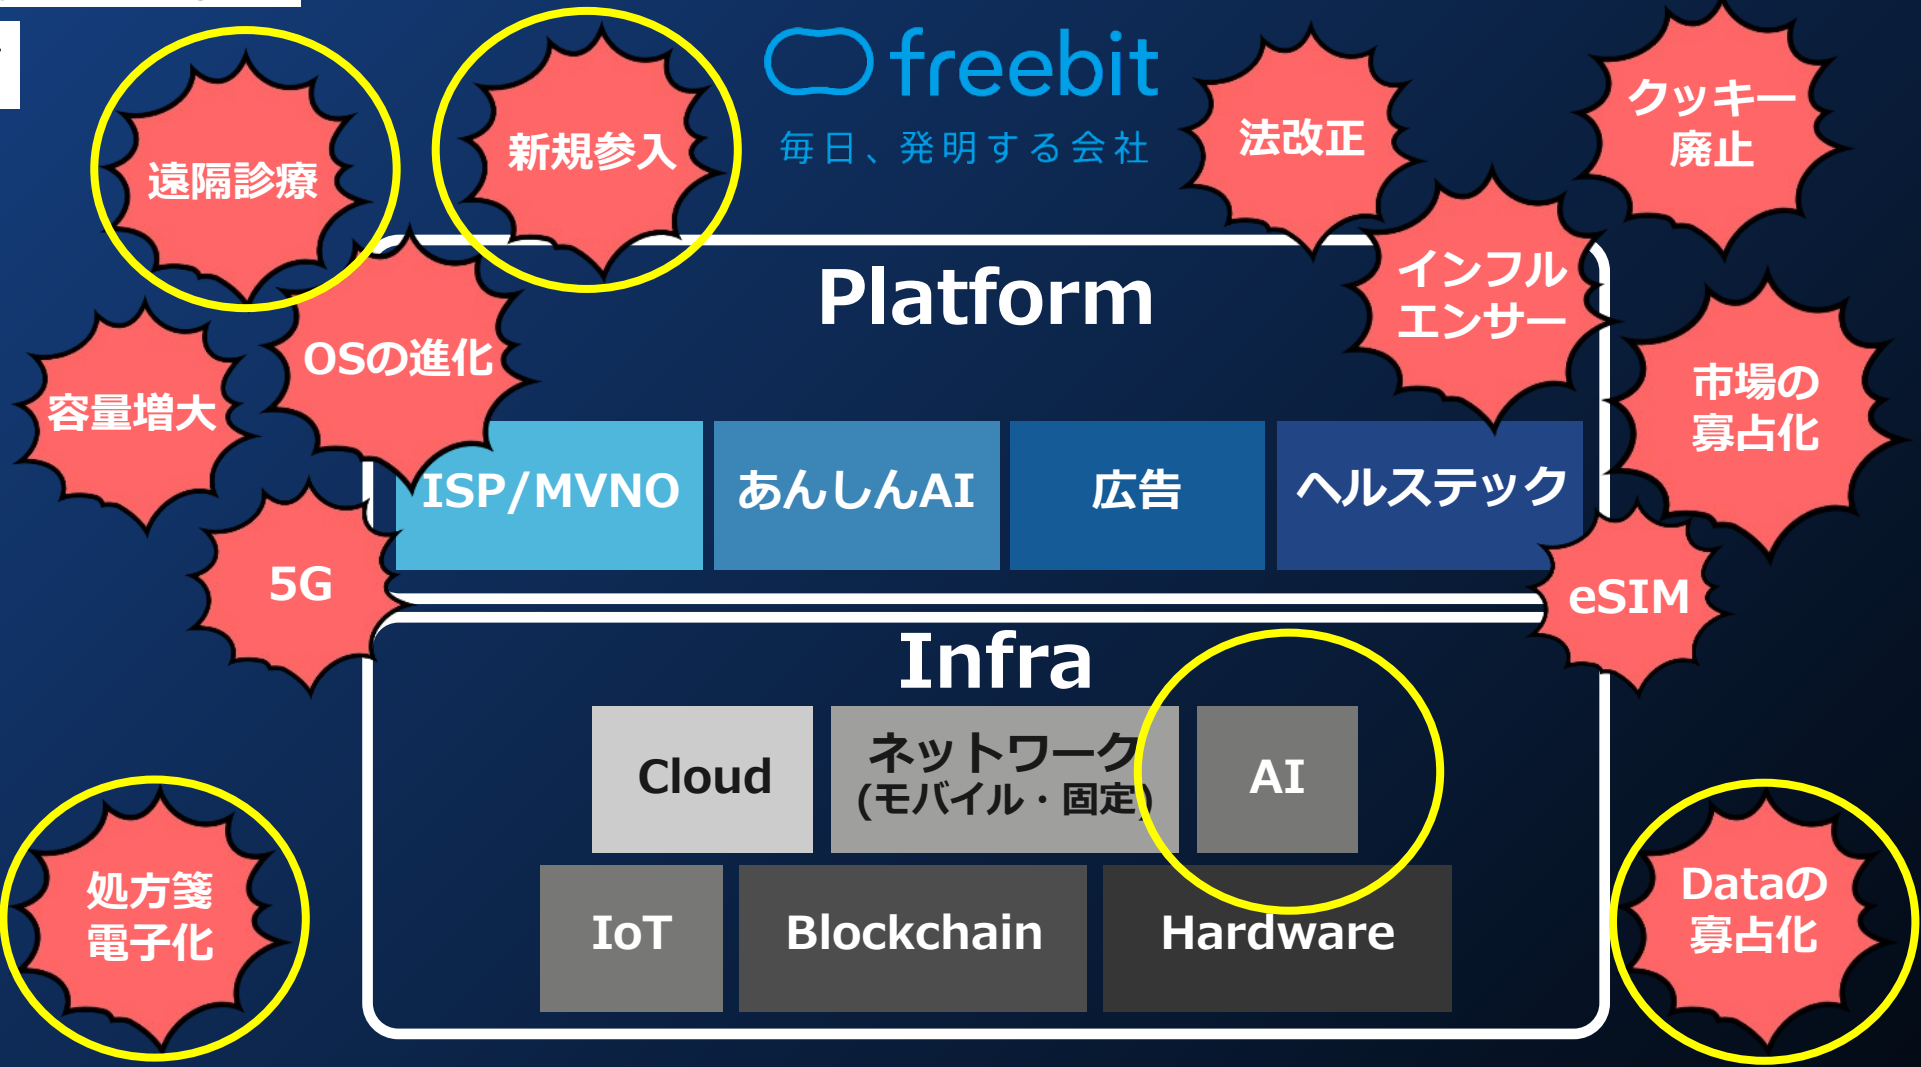 freebit
毎日、発明する会社
遠隔診療
新規参入
法改正
クッキー
廃止
Platform
インフル
エンサー
OSの進化
容量増大
市場の
寡占化
ISP/MVNO
あんしんAI
広告
ヘルステック
5G
eSIM
Infra
Cloud
ネットワーク
(モバイル・固定)
AI
処方箋
電子化
Dataの
寡占化
IoT
Blockchain
Hardware